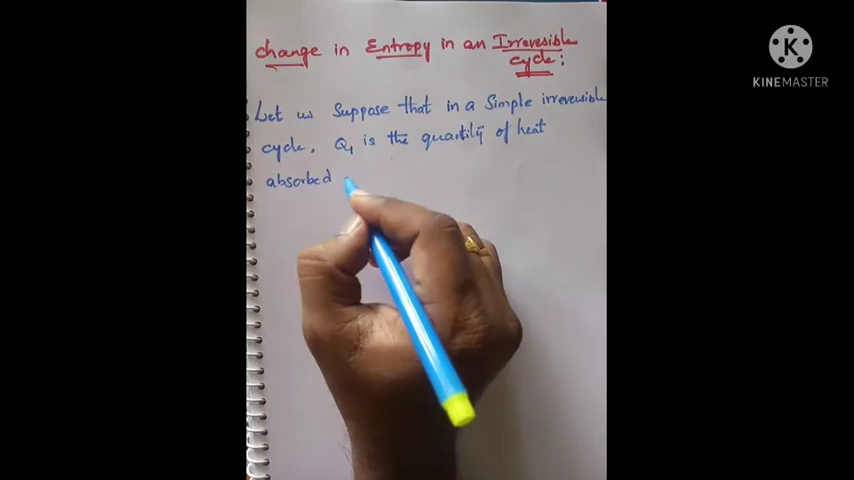 change in Entropy in an Irrevesible
cycle:
Let us Suppose that in a Simple irreversible
cycle, Q1 is the quantity of heat
absorbed
K
KINEMASTER